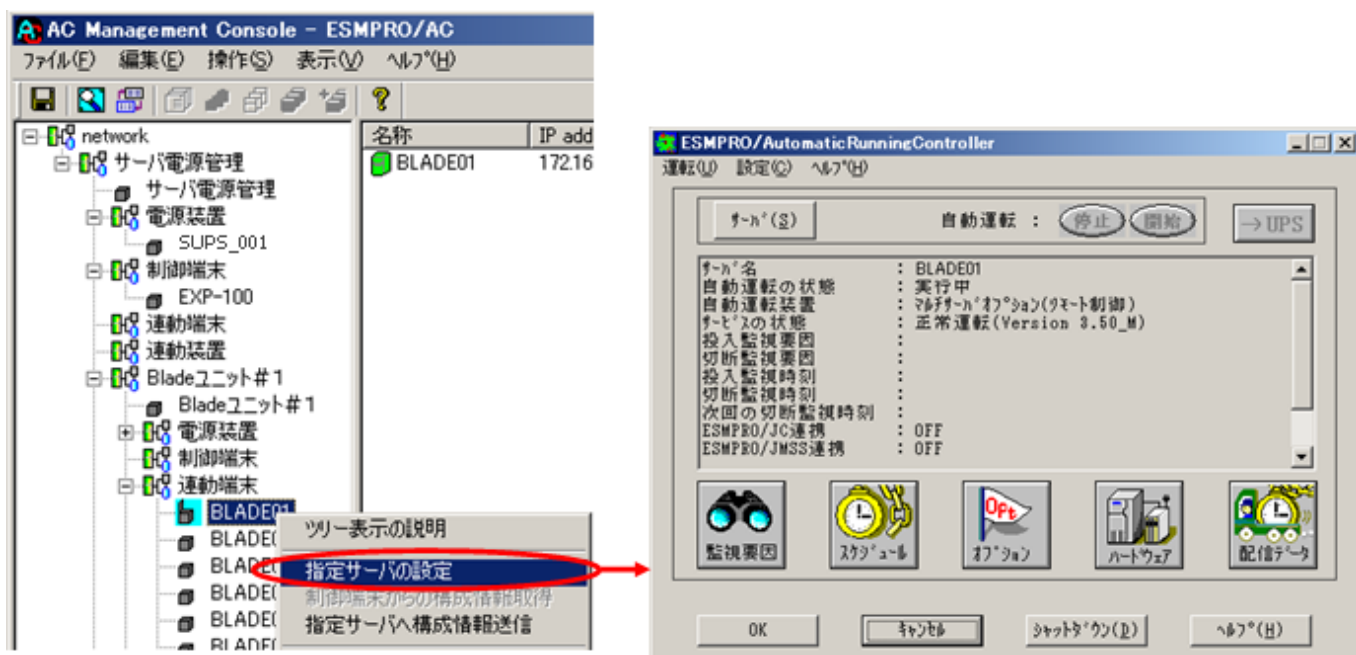 AC Management Console - ESMPRO/AC
ファイル(F) 編集(E) 操作(S) 表示(V) ヘルプ(H)
network
サーバ電源管理
サーバ電源管理
電源装置
SUPS_001
制御端末
EXP-100
連動端末
連動装置
Bladeユニット#1
Bladeユニット#1
電源装置
制御端末
連動端末
BLADE01
BLADE
BLADE
BLADE
BLADE
名称 IP add
BLADE01 172.16
ツリー表示の説明
指定サーバの設定
制御端末からの構成情報取得
指定サーバへ構成情報送信
ESMPRO/AutomaticRunningController
運転(U) 設定(C) ヘルプ(H)
サーバ(S) 自動運転 : 停止 開始 →UPS
サーバ名 : BLADE01
自動運転の状態 : 実行中
自動運転装置 : マルチサーバオプション(リモート制御)
サービスの状態 : 正常運転(Version 3.50_M)
投入監視要因 :
切断監視要因 :
投入監視時刻 :
切断監視時刻 :
次回の切断監視時刻 :
ESMPRO/JC連携 : OFF
ESMPRO/JMSS連携 : OFF
Opt
監視要因 スケジュール オプション ハードウェア 配信データ
OK キャンセル シャットダウン(D) ヘルプ(H)